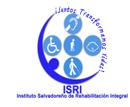 ¡Juntos Transformamos Vidas!
ISRI
Instituto Salvadoreño de Rehabilitación Integral